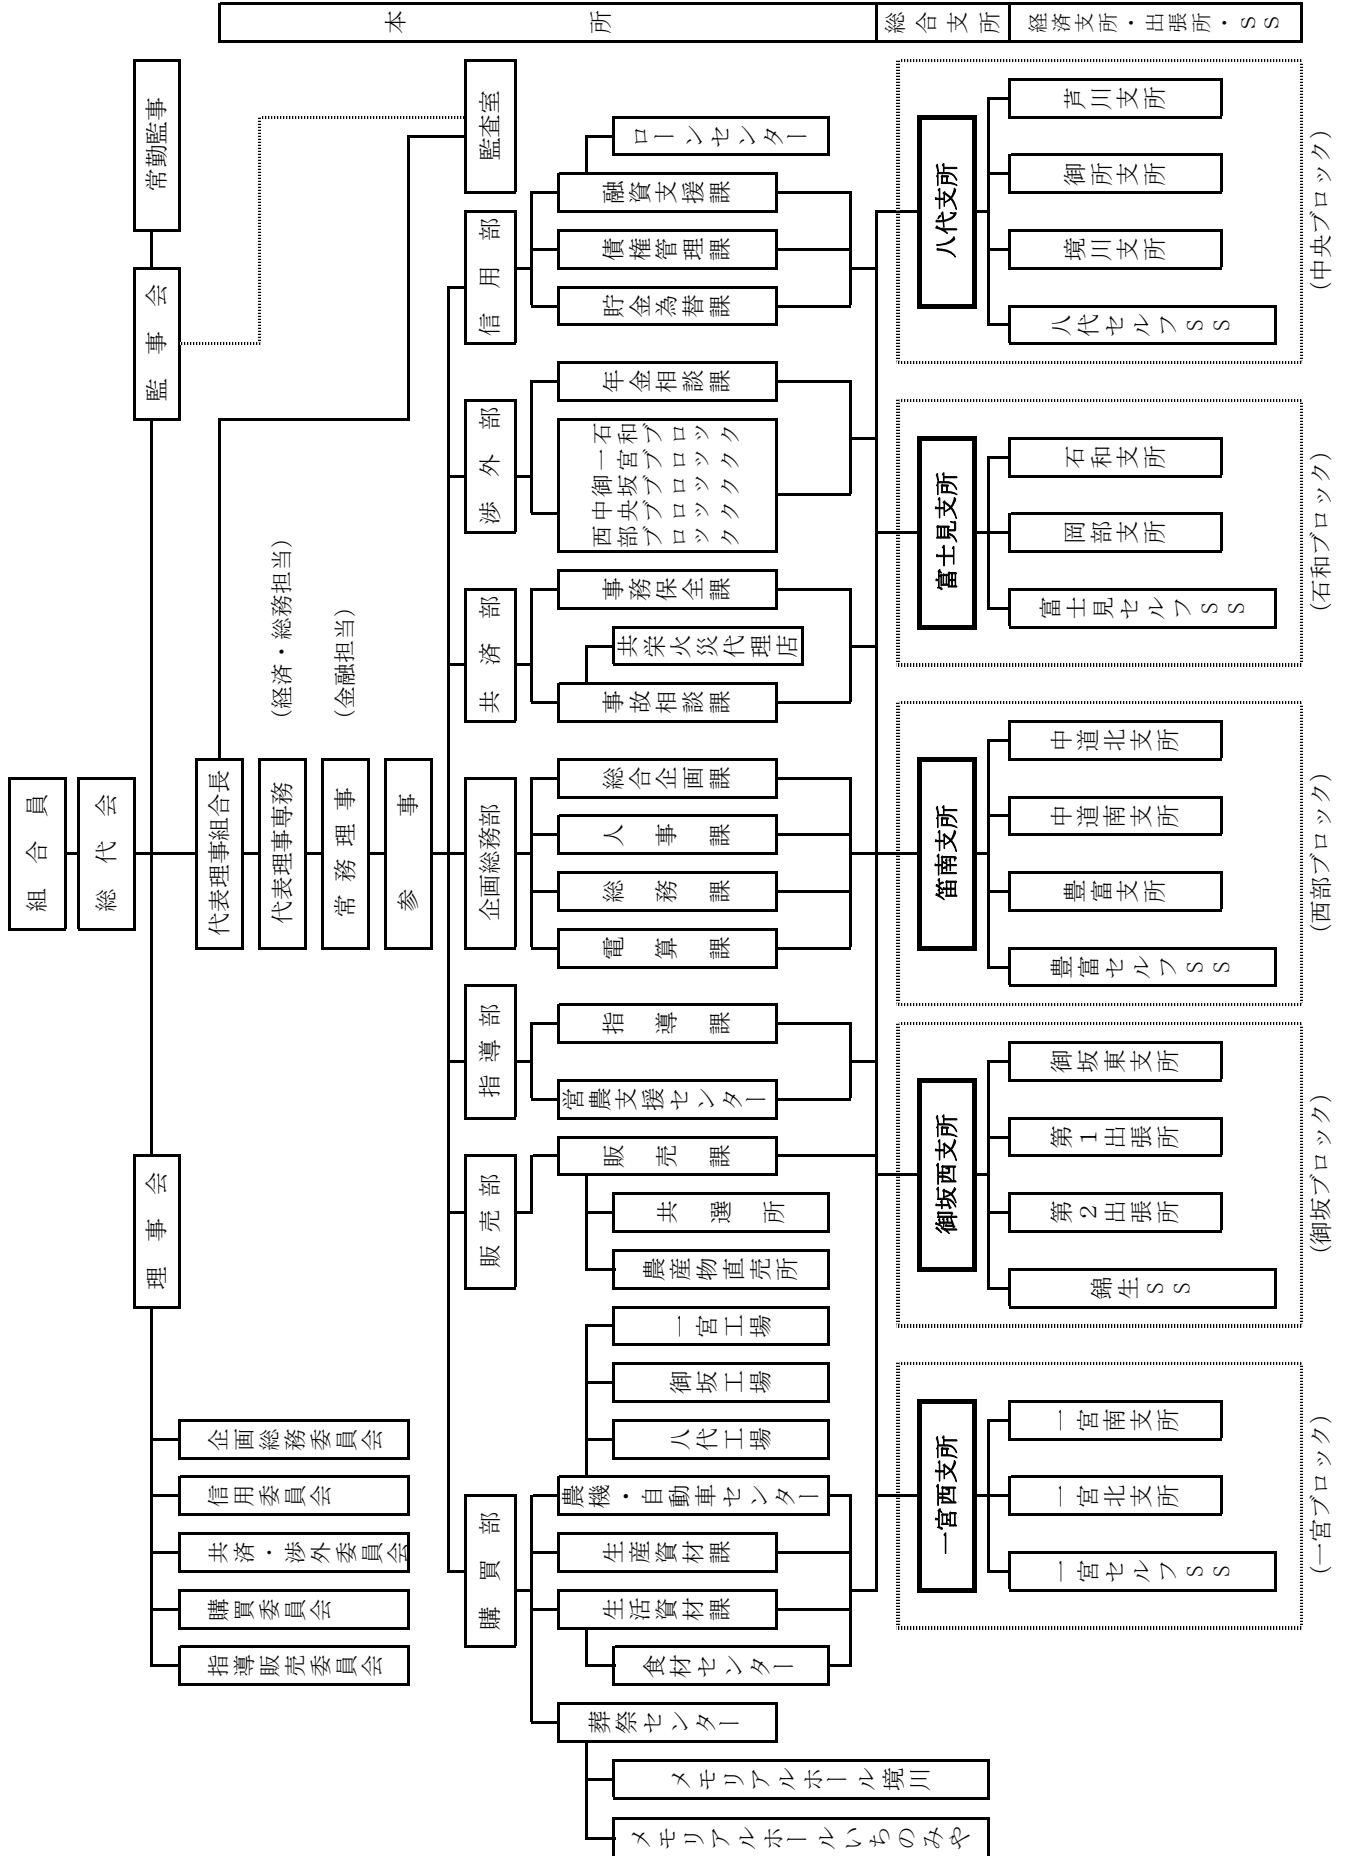 組合員
総代会
理事会
監事会
常勤監事
指導販売委員会
購買委員会
共済・渉外委員会
信用委員会
企画総務委員会
代表理事組合長
代表理事専務
(経済・総務担当)
常務理事
(金融担当)
参事
監査室
購買部
販売部
指導部
企画総務部
共済部
渉外部
信用部
葬祭センター
メモリアルホールいちのみや
メモリアルホール境川
生活資材課
食材センター
生産資材課
農機・自動車センター
八代工場
御坂工場
一宮工場
販売課
農産物直売所
共選所
営農支援センター
指導課
電算課
総務課
人事課
総合企画課
事故相談課
共栄火災代理店
事務保全課
西部ブロック
中央ブロック
御坂ブロック
一宮ブロック
石和ブロック
年金相談課
貯金為替課
債権管理課
融資支援課
ローンセンター
本所
総合支所
経済支所・出張所・SS
一宮西支所
一宮セルフSS
一宮北支所
一宮南支所
(一宮ブロック)
御坂西支所
錦生SS
第2出張所
第1出張所
御坂東支所
(御坂ブロック)
笛南支所
豊富セルフSS
豊富支所
中道南支所
中道北支所
(西部ブロック)
富士見支所
富士見セルフSS
岡部支所
石和支所
(石和ブロック)
八代支所
八代セルフSS
境川支所
御所支所
芦川支所
(中央ブロック)